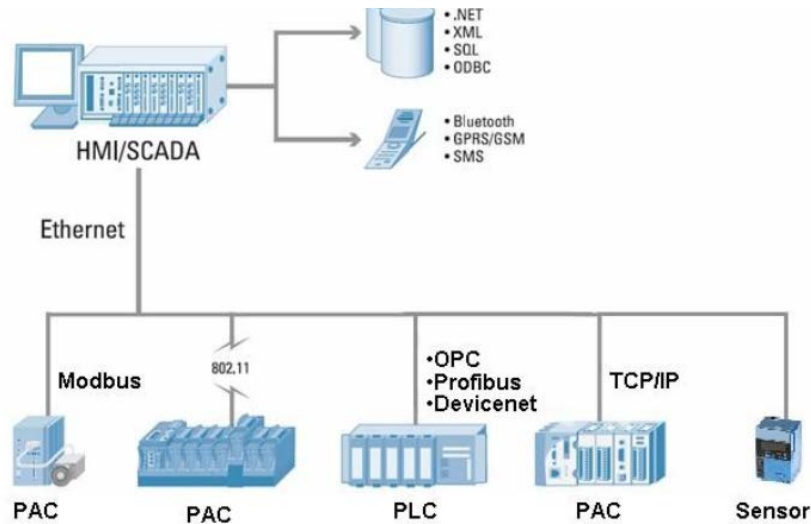 • .NET
• XML
• SQL
• ODBC
• Bluetooth
• GPRS/GSM
• SMS
HMI/SCADA
Ethernet
Modbus
802.11
•OPC
•Profibus
•Devicenet
TCP/IP
PAC
PAC
PLC
PAC
Sensor